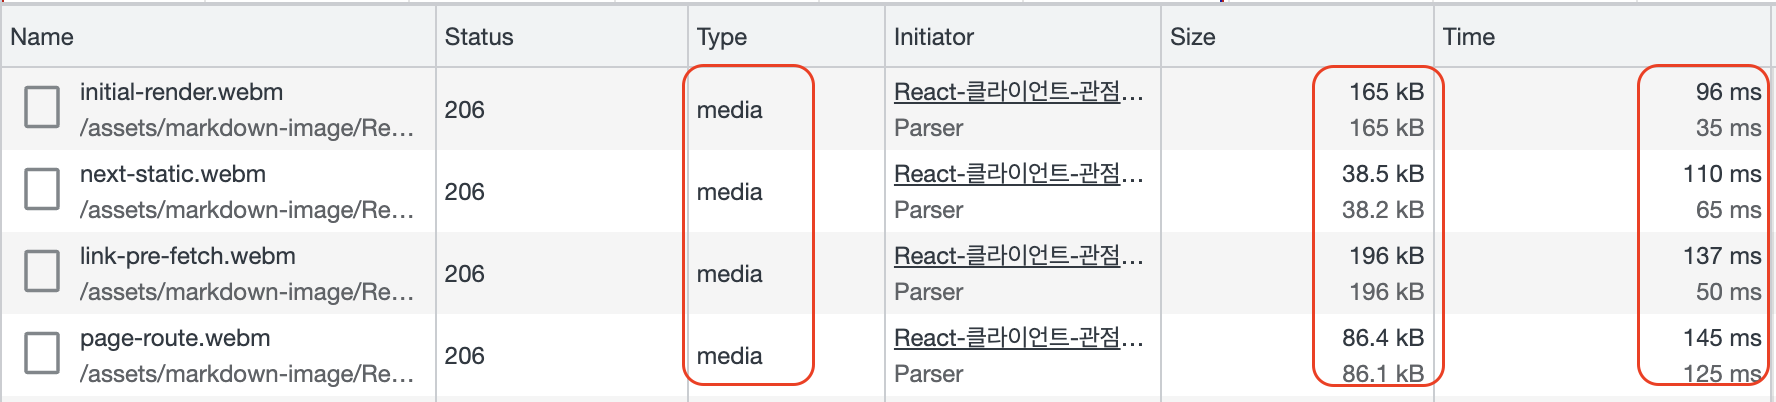 Name Status Type Initiator Size Time
initial-render.webm 206 media React-클라이언트-관점... 165 kB 96 ms
/assets/markdown-image/Re... Parser 165 kB 35 ms
next-static.webm 206 media React-클라이언트-관점... 38.5 kB 110 ms
/assets/markdown-image/Re... Parser 38.2 kB 65 ms
link-pre-fetch.webm 206 media React-클라이언트-관점... 196 kB 137 ms
/assets/markdown-image/Re... Parser 196 kB 50 ms
page-route.webm 206 media React-클라이언트-관점... 86.4 kB 145 ms
/assets/markdown-image/Re... Parser 86.1 kB 125 ms